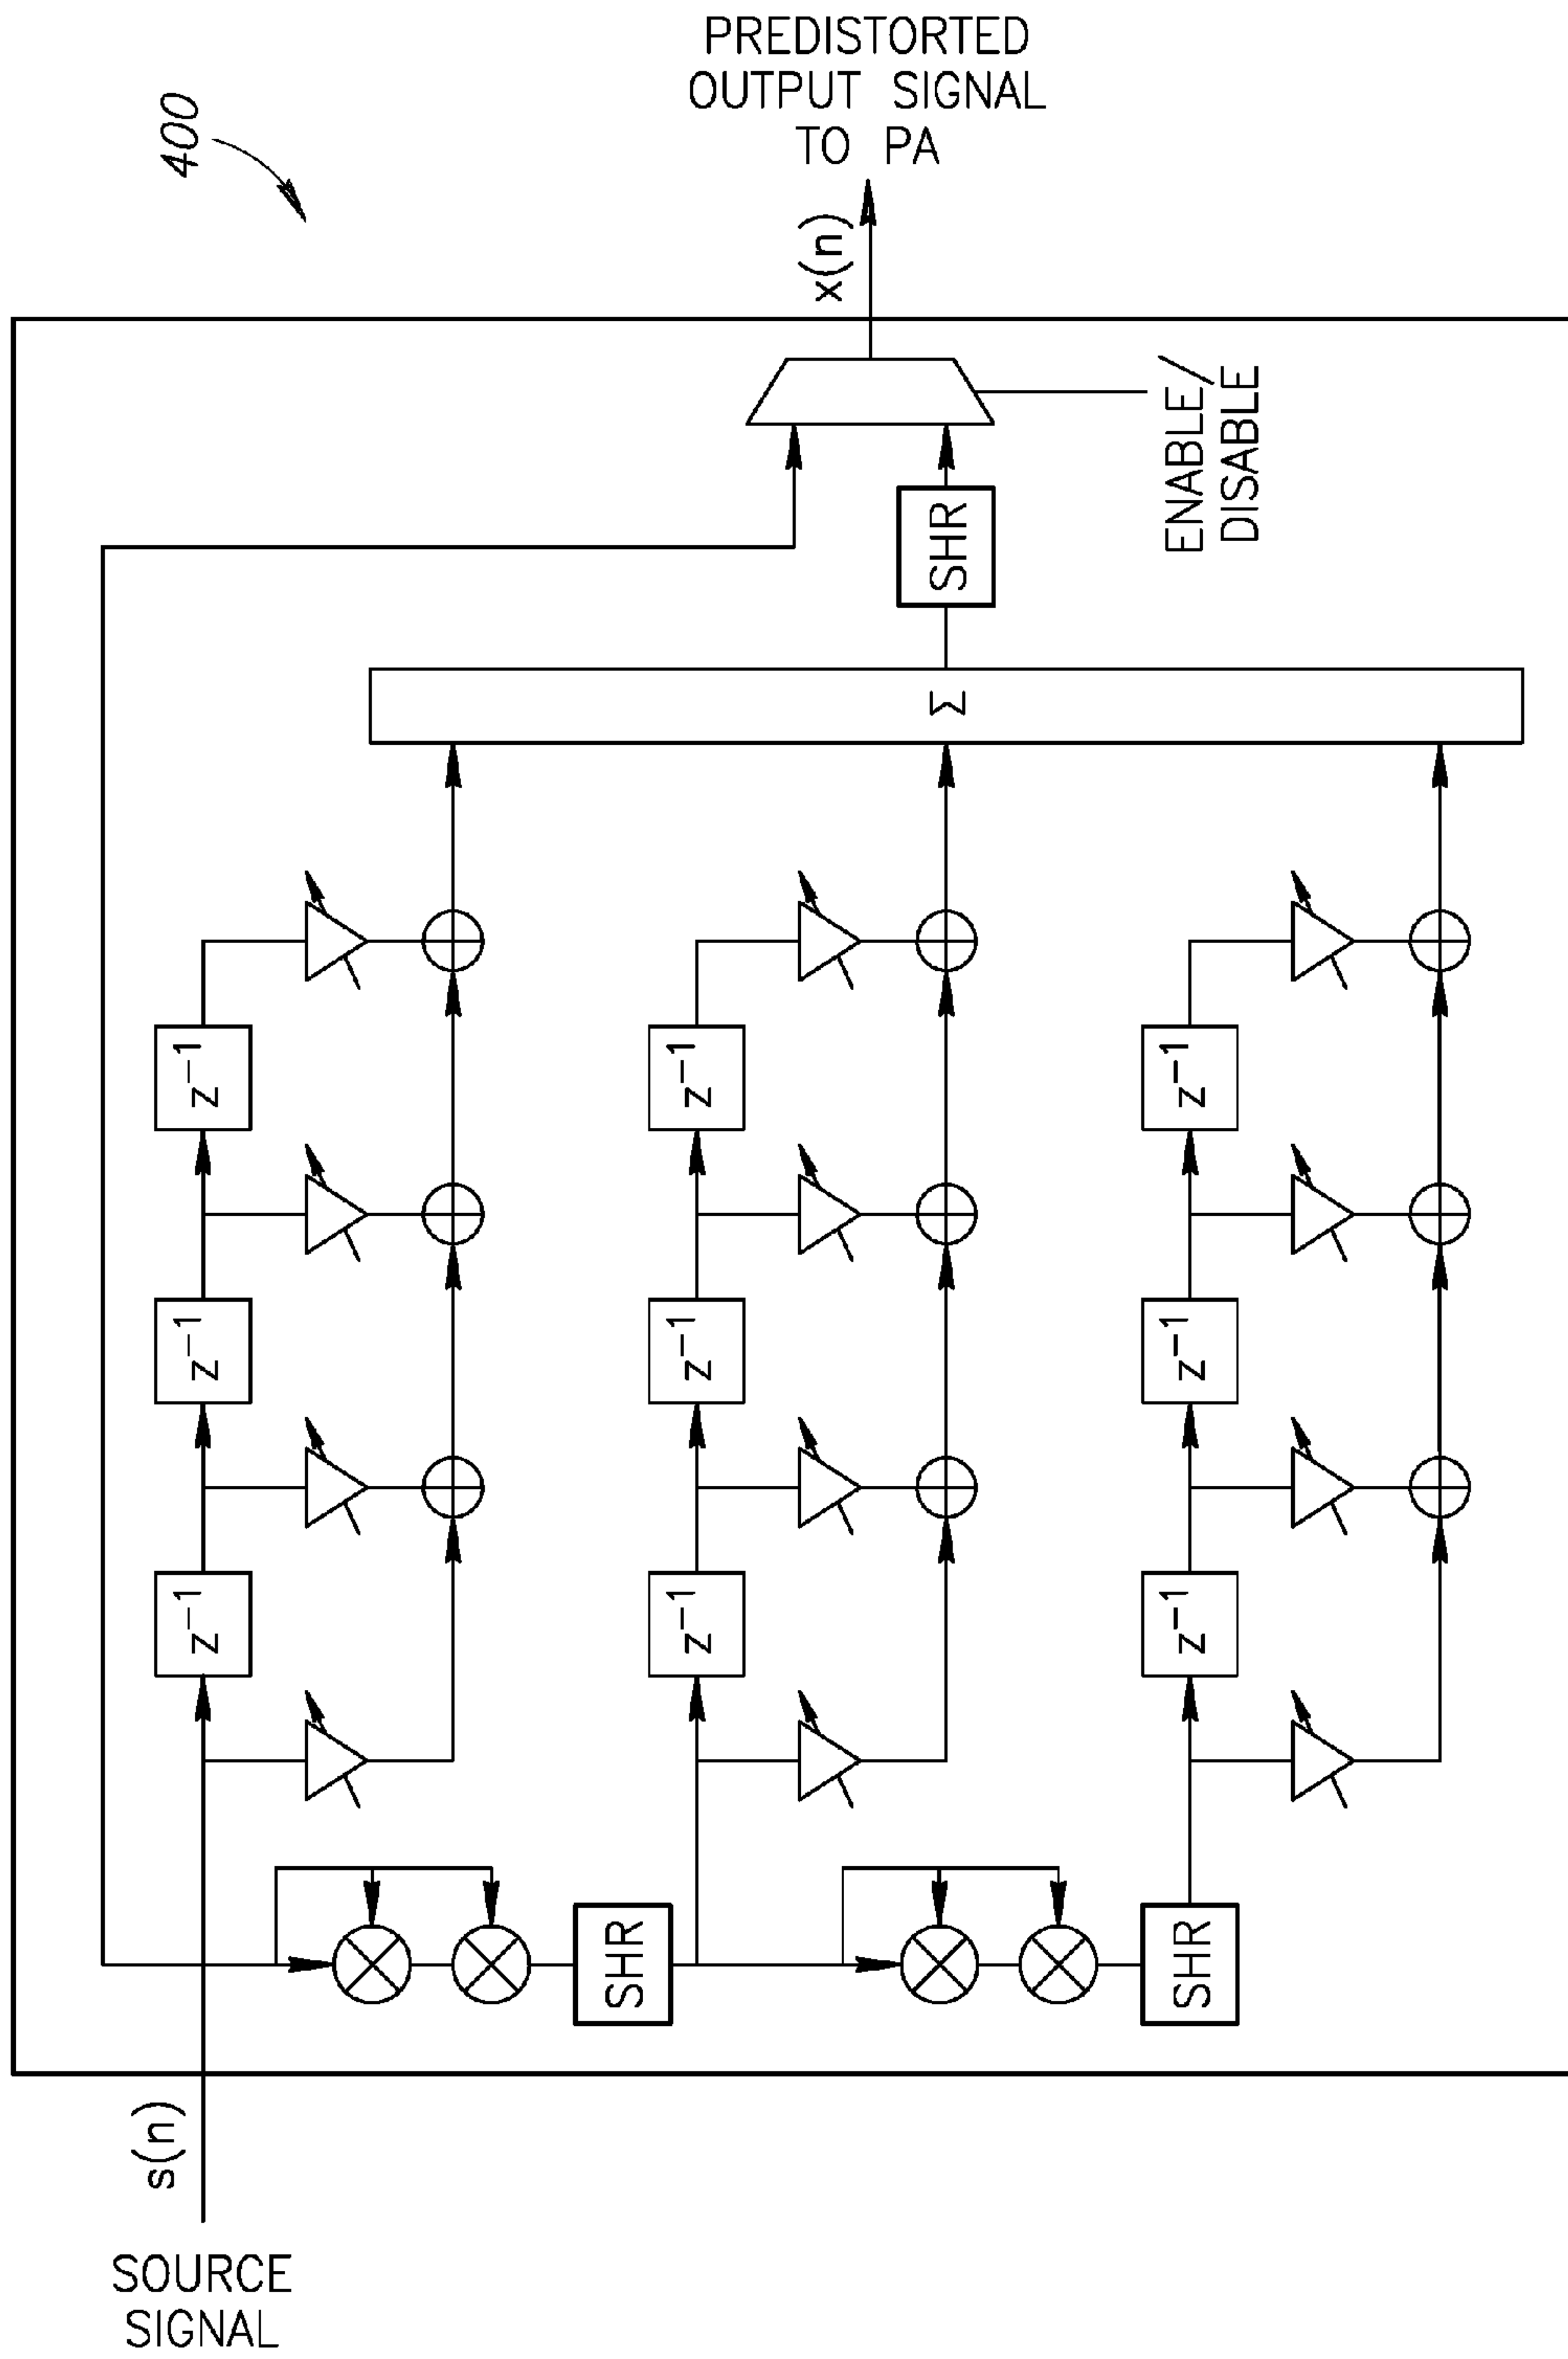 400
PREDISTORTED
OUTPUT SIGNAL
TO PA
x(n)
ENABLE/
DISABLE
SHR
Σ
z⁻¹
z⁻¹
z⁻¹
z⁻¹
z⁻¹
z⁻¹
z⁻¹
z⁻¹
z⁻¹
SHR
SHR
s(n)
SOURCE
SIGNAL